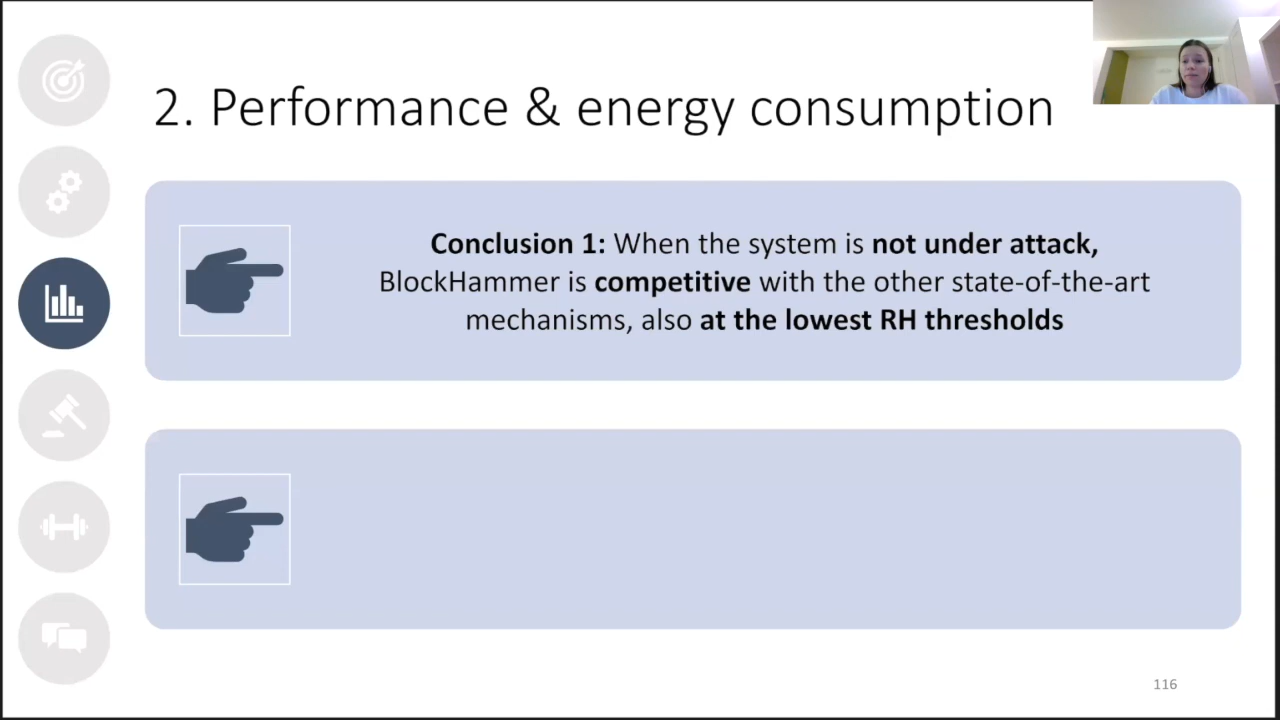 2. Performance & energy consumption
Conclusion 1: When the system is not under attack,
BlockHammer is competitive with the other state-of-the-art
mechanisms, also at the lowest RH thresholds
116